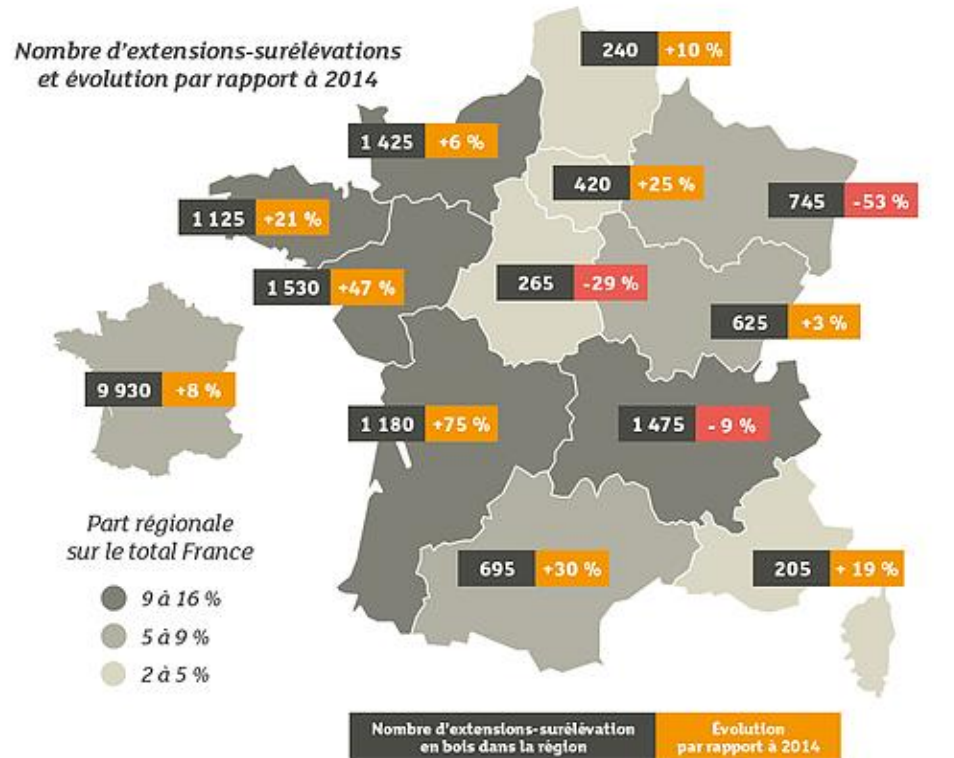 Nombre d'extensions-surélévations
et évolution par rapport à 2014
240 +10 %
1 425 +6 %
420 +25 %
745 -53 %
1 125 +21 %
1 530 +47 %
265 -29 %
625 +3 %
9 930 +8 %
1 180 +75 %
1 475 - 9 %
695 +30 %
205 + 19 %
Part régionale
sur le total France
9 à 16 %
5 à 9 %
2 à 5 %
Nombre d'extensions-surélévation
en bois dans la région
Évolution
par rapport à 2014